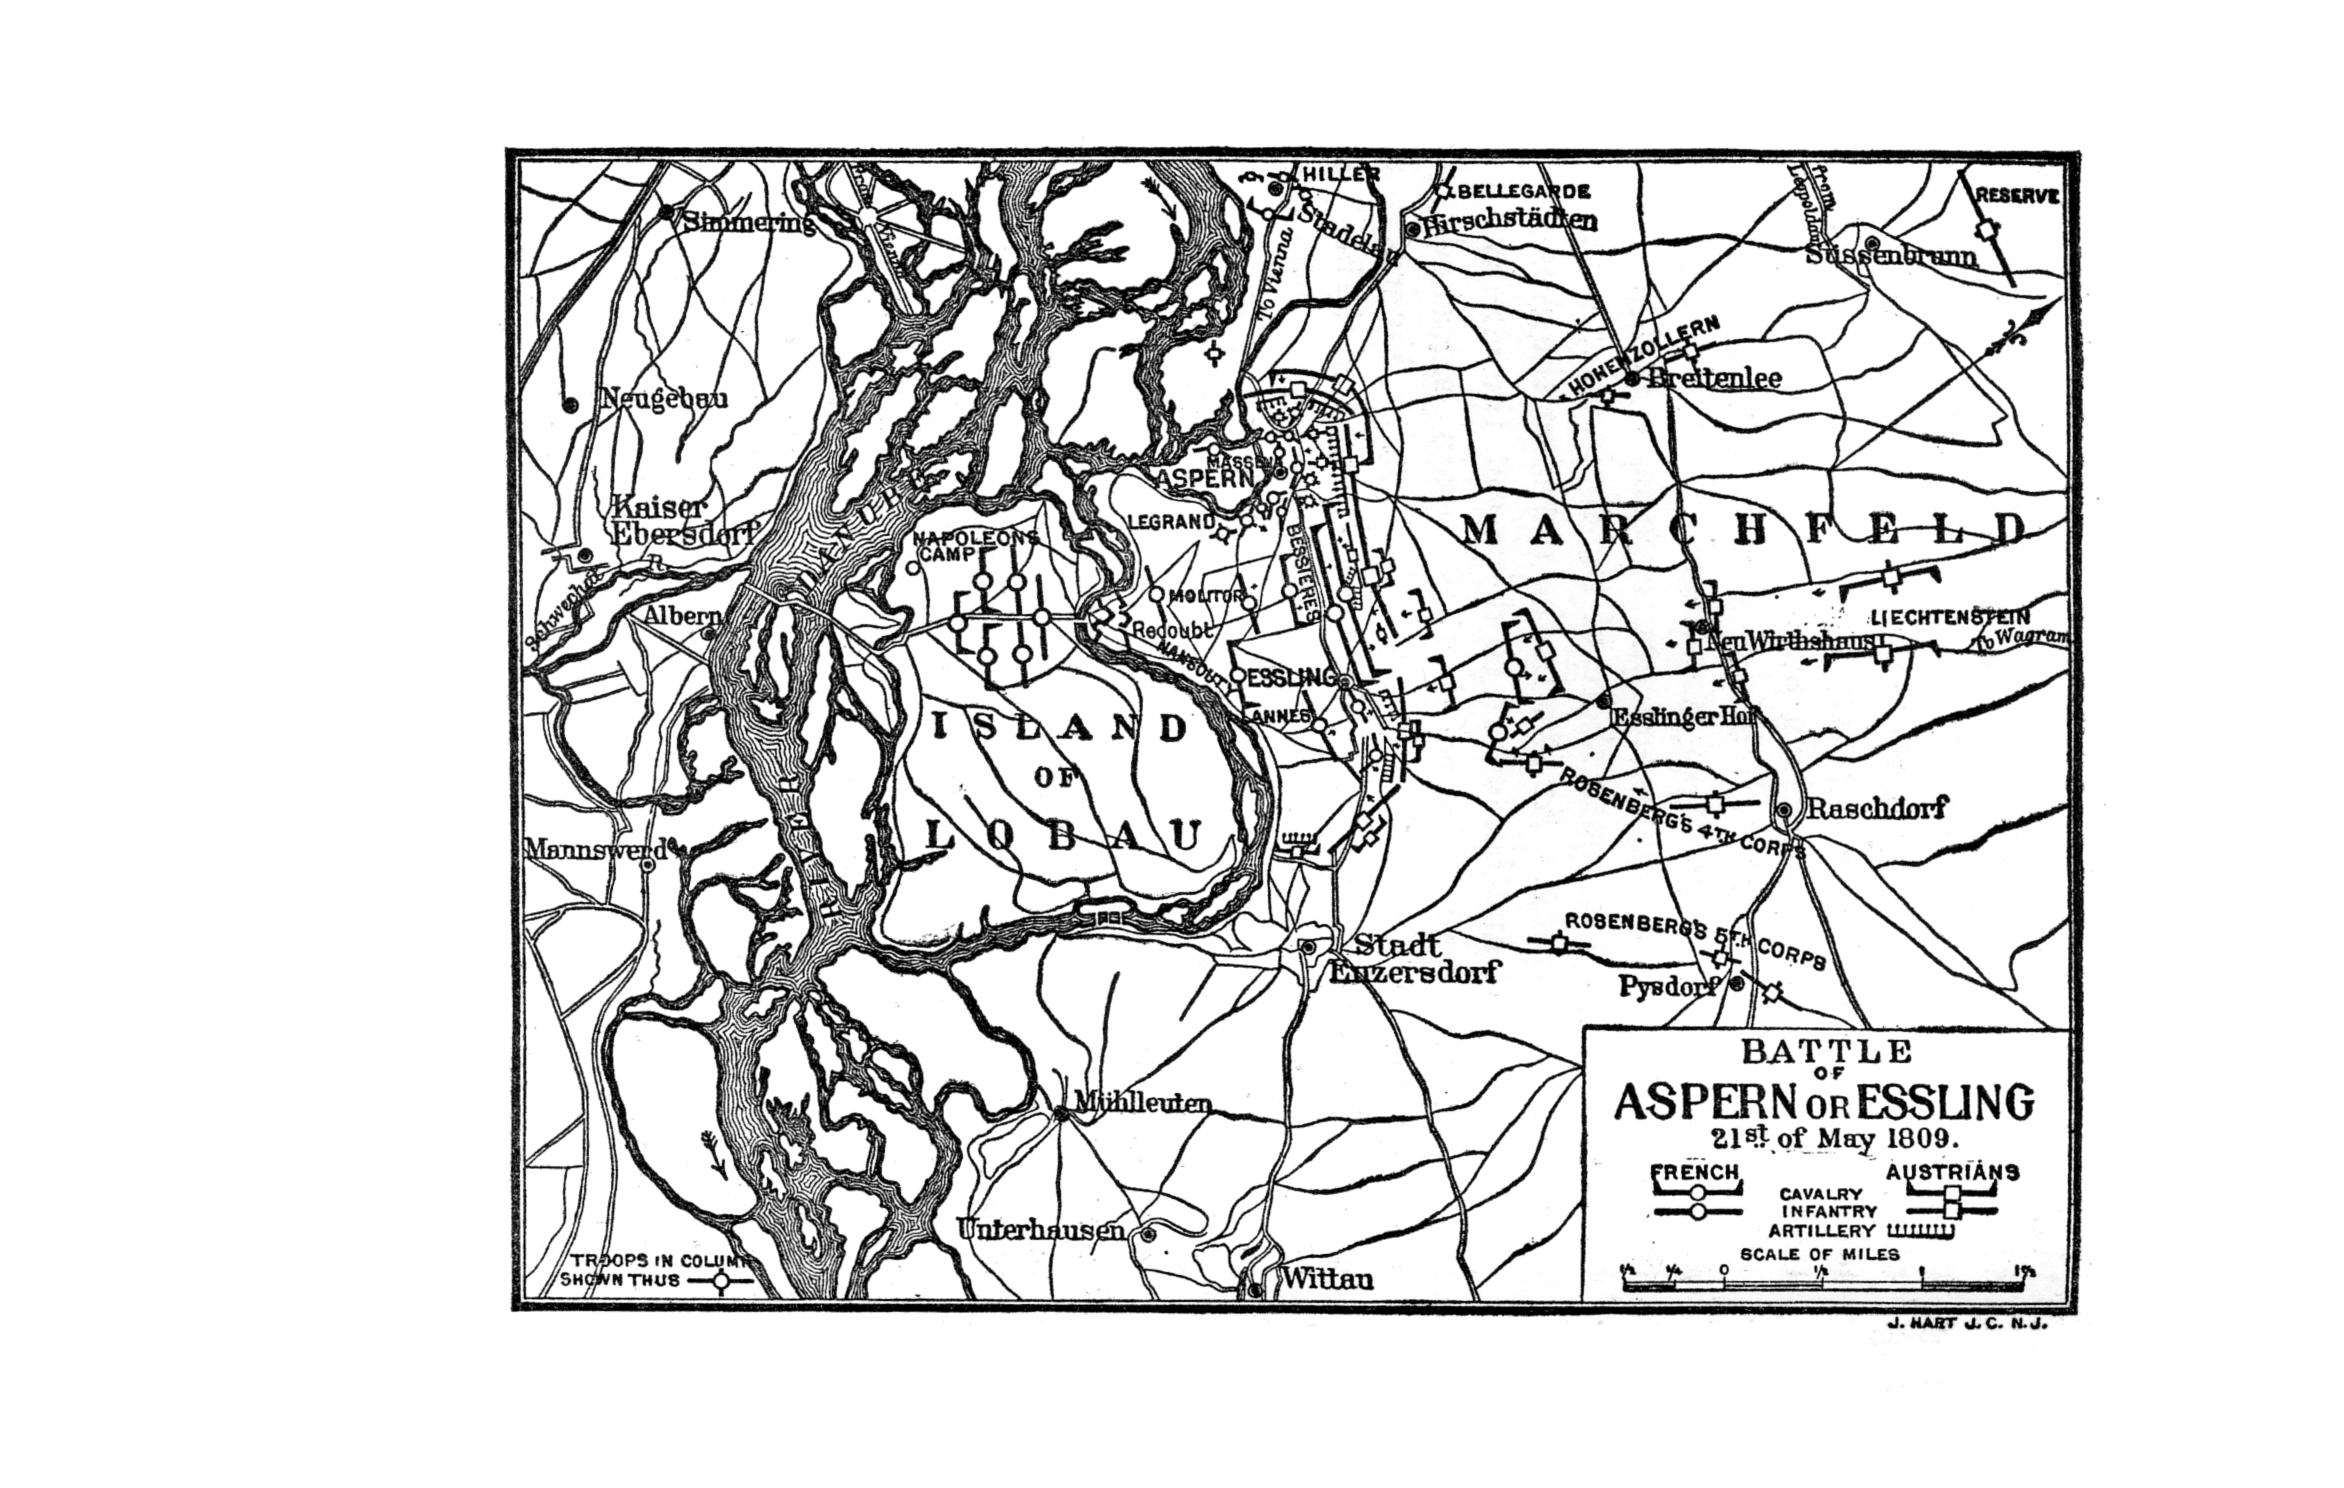 HILLER
BELLEGARDE
RESERVE
from
Leopoldau
Simmering
Stadelau
Hirschstädten
To Vienna
Süssenbrunn
HOHENZOLLERN
Breitenlee
Neugebau
MASSENA
ASPERN
Kaiser
Ebersdorf
DANUBE
RIVER
LEGRAND
MARCHFELD
NAPOLEONS
CAMP
BESSIERES
Schwechat R
Albern
MOLITOR
Redoubt
NANSOUTY
LIECHTENSTEIN
To Wagram
Neu Wirthshaus
ESSLING
LANNES
Esslinger Hof
ISLAND
OF
LOBAU
ROSENBERG'S 4TH CORPS
Raschdorf
Mannswerd
ROSENBERG'S 5TH CORPS
Stadt
Enzersdorf
Pysdorf
Mühlleuten
Unterhausen
Wittau
BATTLE
OF
ASPERN OR ESSLING
21st of May 1809.
FRENCH AUSTRIANS
CAVALRY
INFANTRY
ARTILLERY
SCALE OF MILES
1/2 1/4 0 1/2 1 1 1/2
TROOPS IN COLUMN
SHOWN THUS
J. HART J.C. N.J.